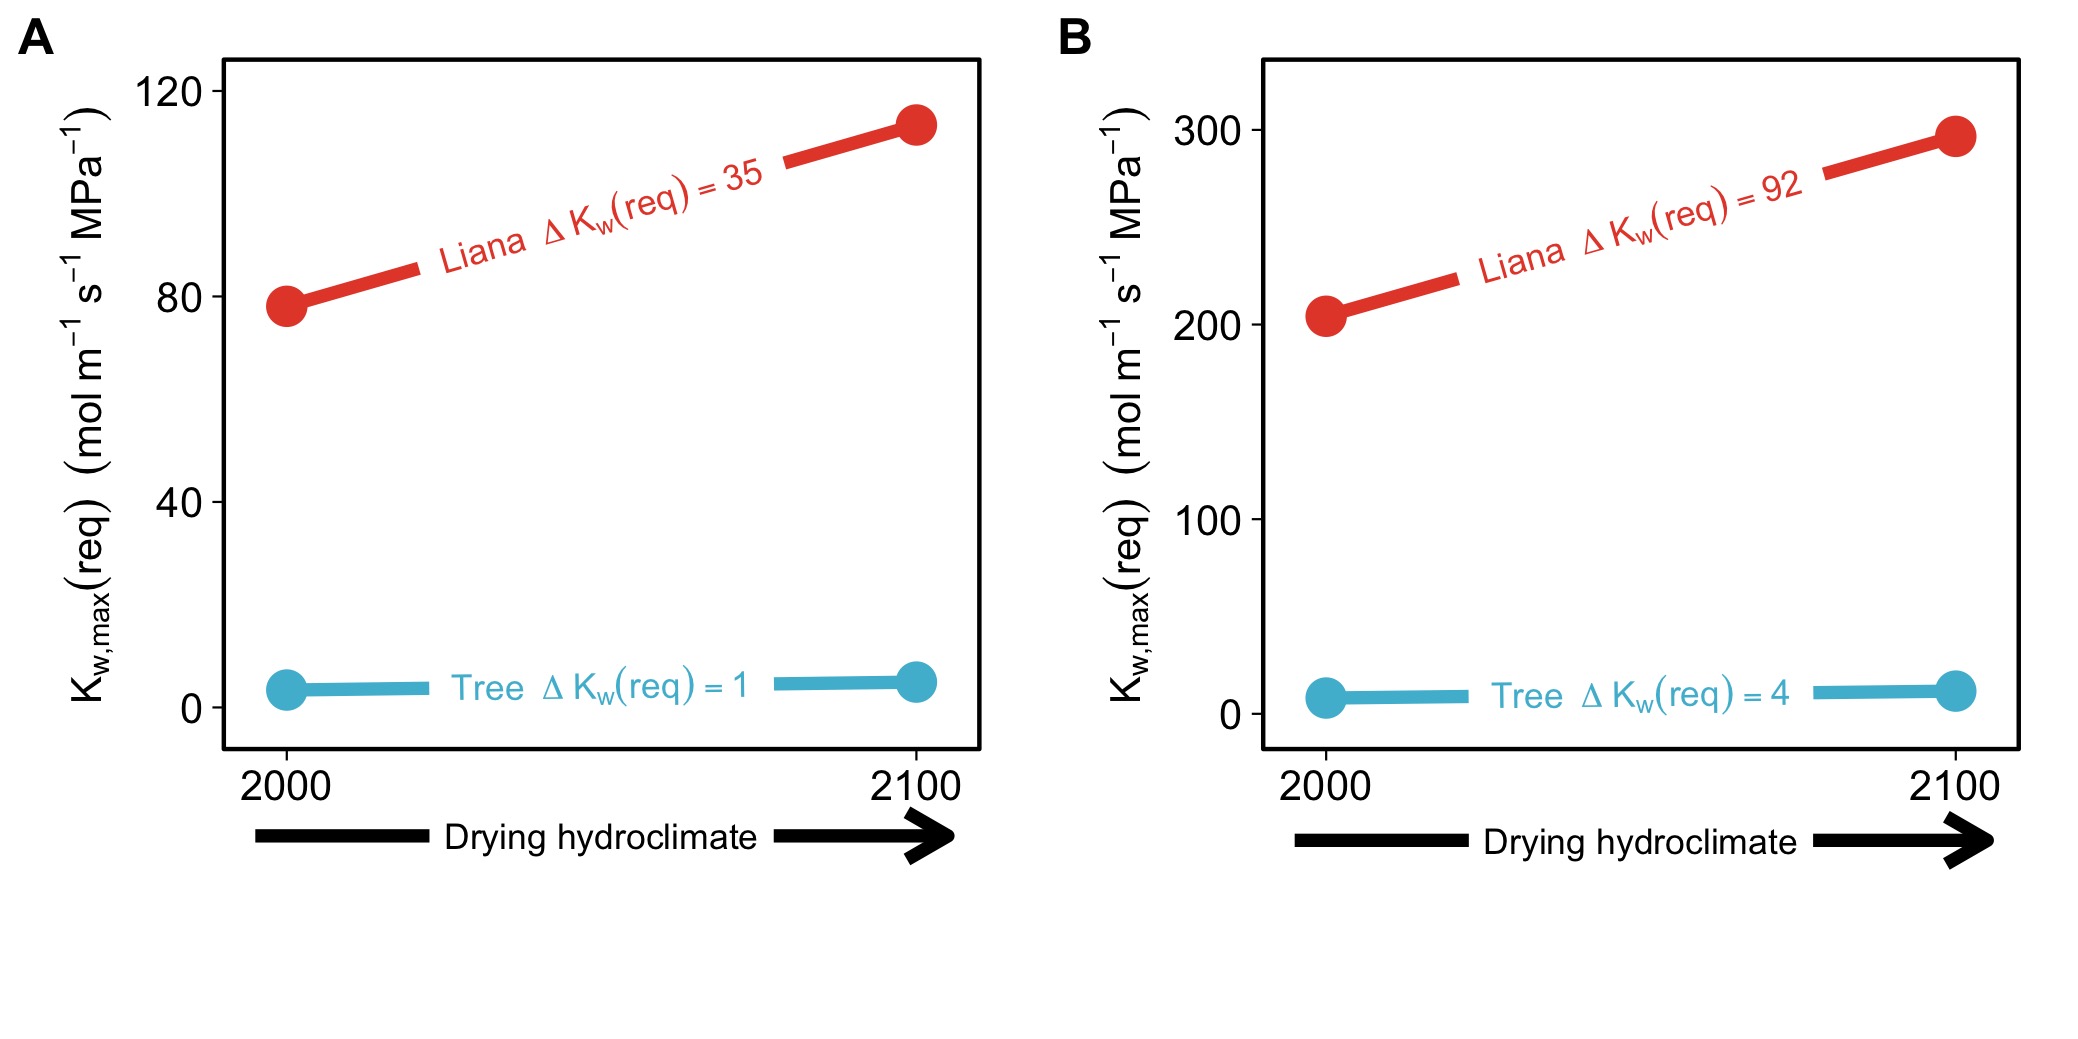 A
K_w,max(req) (mol m⁻¹ s⁻¹ MPa⁻¹)
120
80
40
0
Liana Δ K_w(req) = 35
Tree Δ K_w(req) = 1
2000 2100
Drying hydroclimate
B
K_w,max(req) (mol m⁻¹ s⁻¹ MPa⁻¹)
300
200
100
0
Liana Δ K_w(req) = 92
Tree Δ K_w(req) = 4
2000 2100
Drying hydroclimate